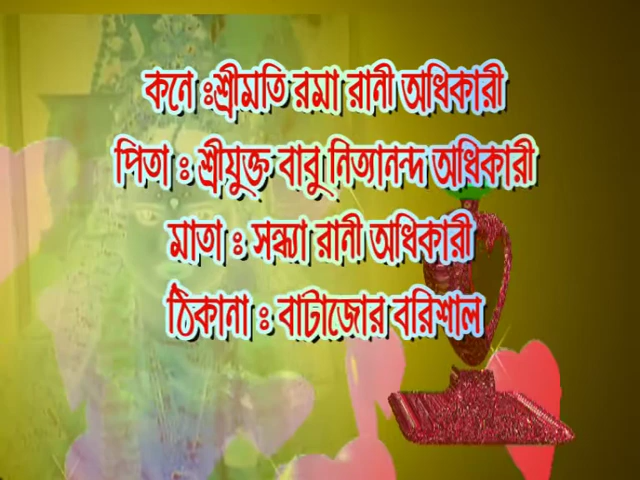 কনে ঃশ্রীমতি রমা রানী অধিকারী
পিতা ঃ শ্রীযুক্ত বাবু নিত্যানন্দ অধিকারী
মাতা ঃ সন্ধ্যা রানী অধিকারী
ঠিকানা ঃ বাটাজোর বরিশাল